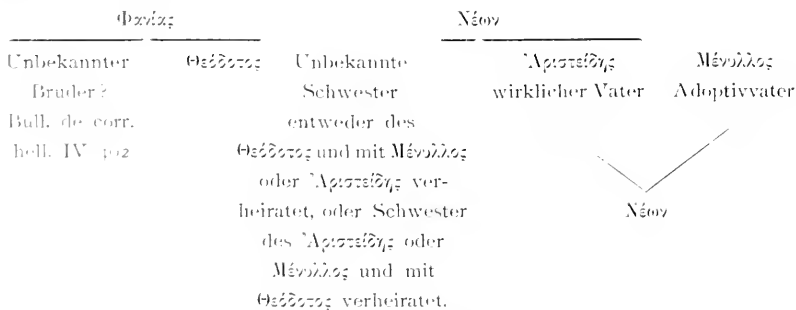 Φανίας Νέων
Unbekannter Θεόδοτος Unbekannte Ἀριστείδης Μένυλλος
Bruder? Schwester wirklicher Vater Adoptivvater
Bull. de corr. entweder des
hell. IV Θεόδοτος und mit Μένυλλος
oder Ἀριστείδης ver-
heiratet, oder Schwester Νέων
des Ἀριστείδης oder
Μένυλλος und mit
Θεόδοτος verheiratet.